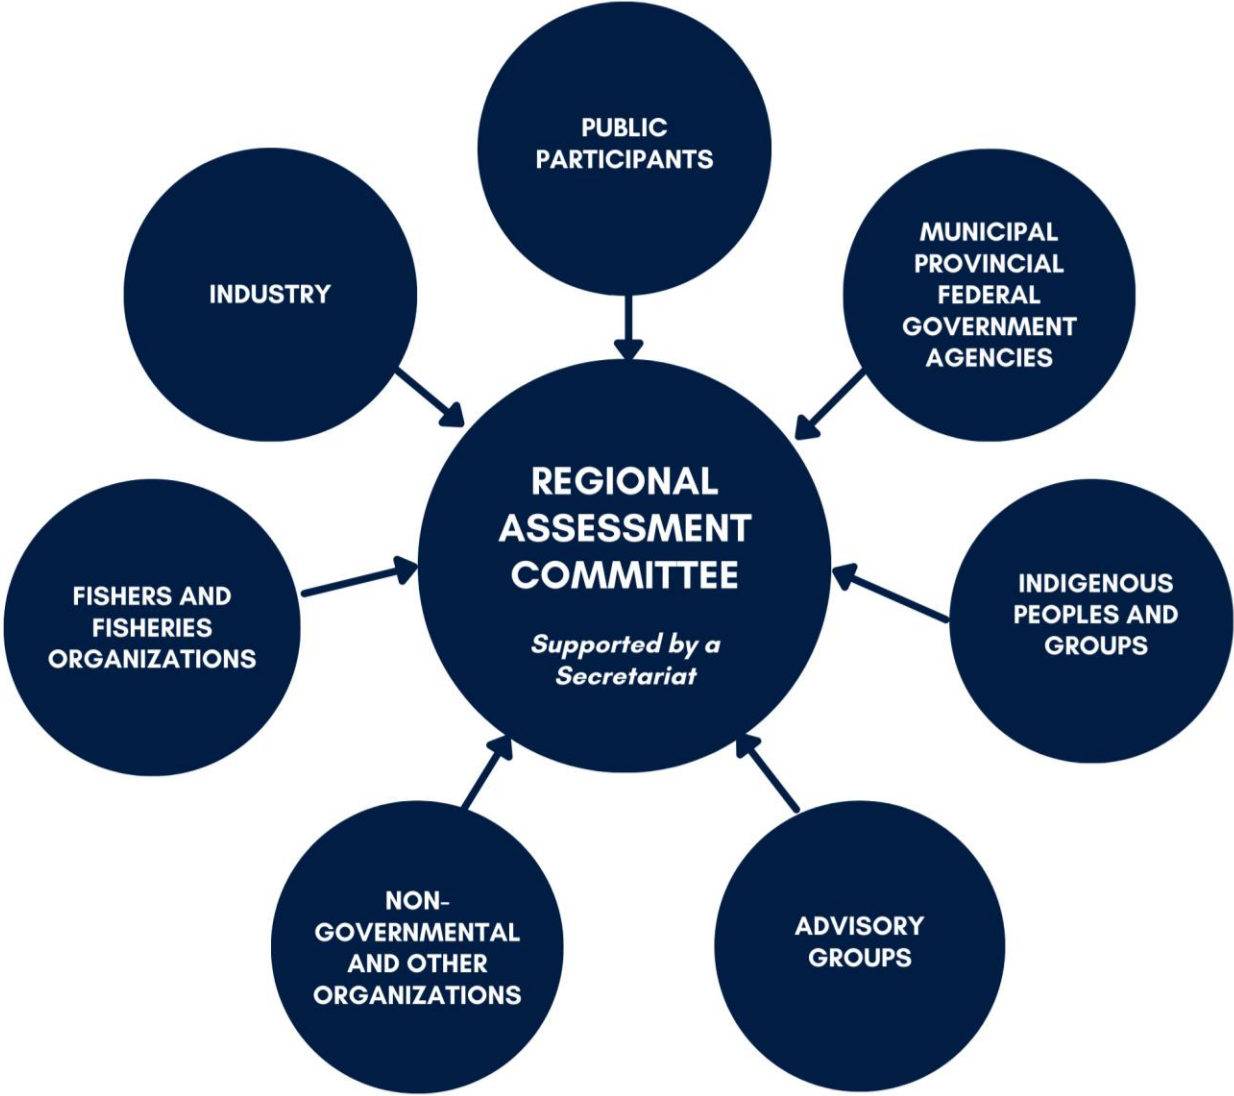 PUBLIC
PARTICIPANTS
MUNICIPAL
PROVINCIAL
FEDERAL
GOVERNMENT
AGENCIES
INDUSTRY
REGIONAL
ASSESSMENT
COMMITTEE
Supported by a
Secretariat
INDIGENOUS
PEOPLES AND
GROUPS
FISHERS AND
FISHERIES
ORGANIZATIONS
NON-
GOVERNMENTAL
AND OTHER
ORGANIZATIONS
ADVISORY
GROUPS